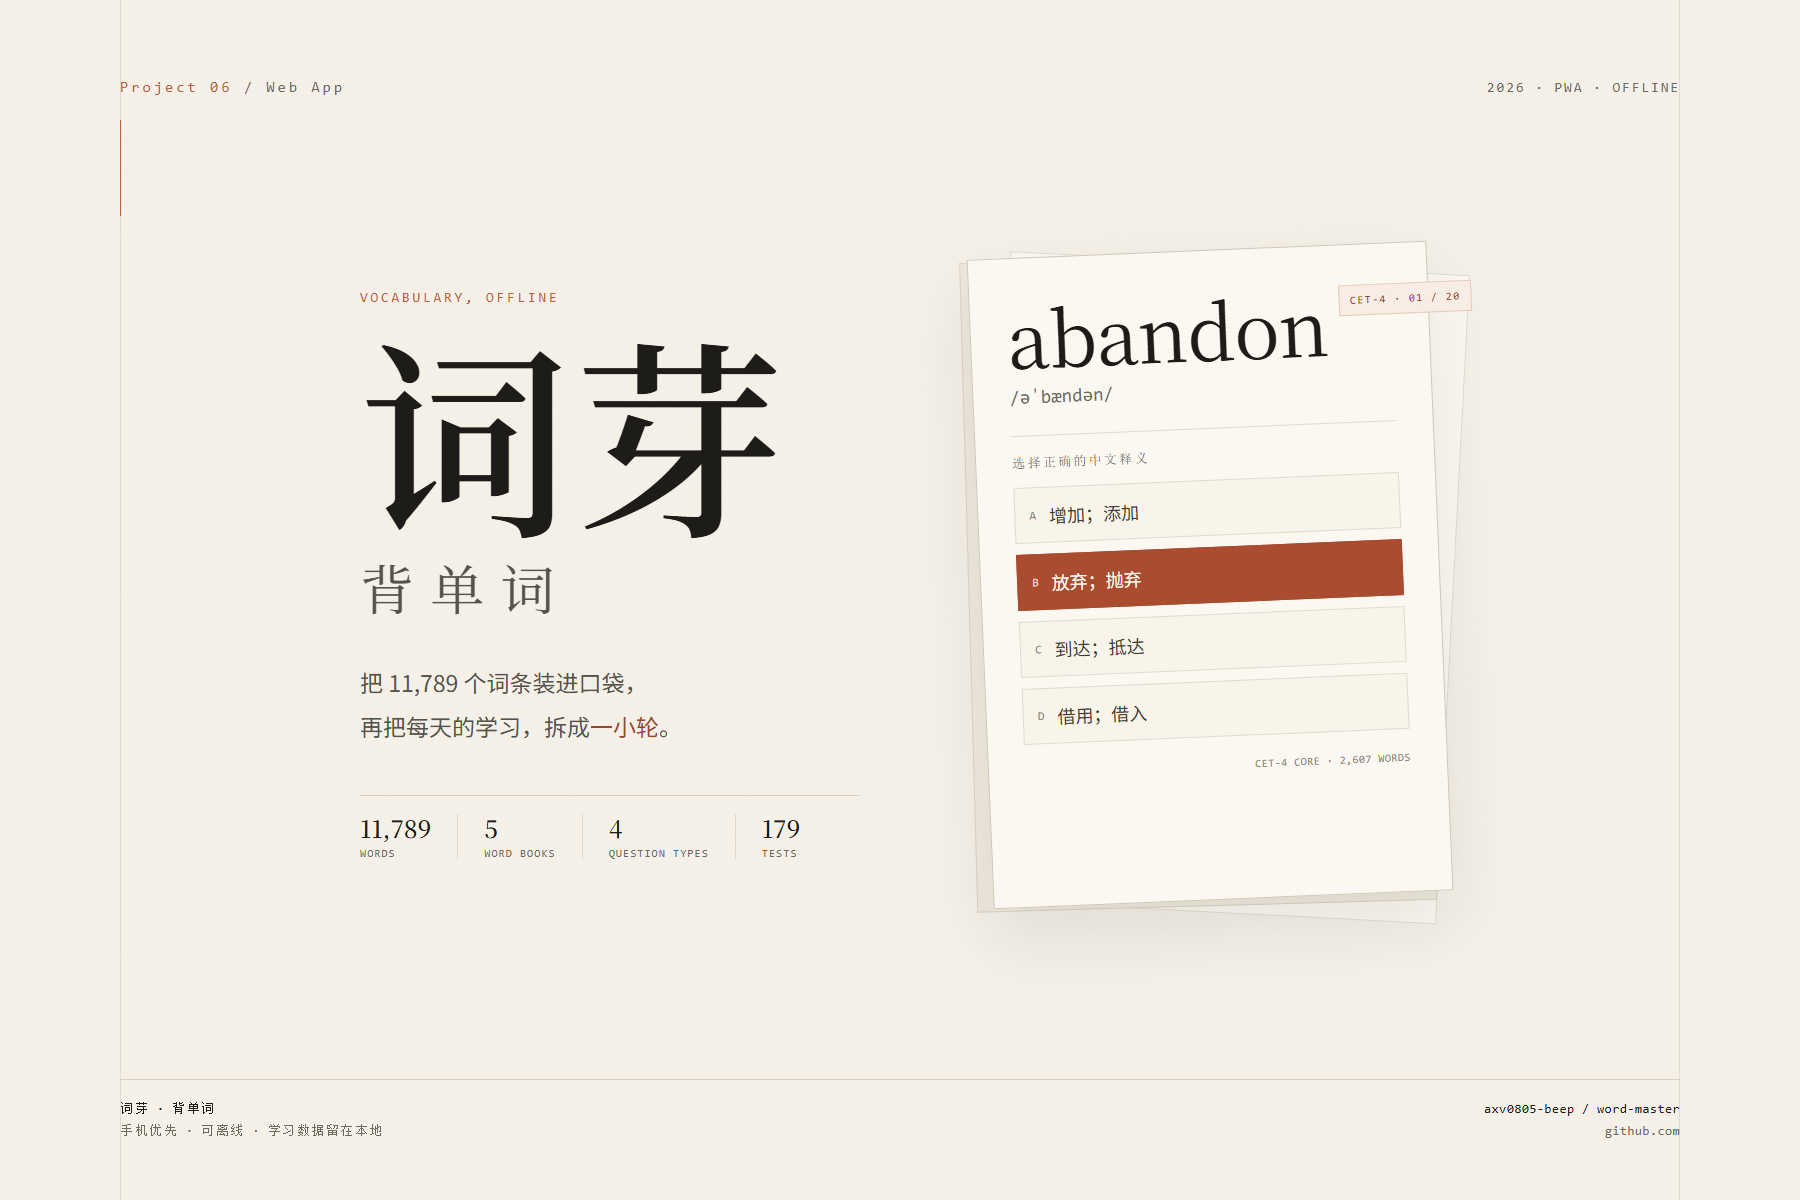 Project 06 / Web App
2026 · PWA · OFFLINE
VOCABULARY, OFFLINE
词芽
背单词
把 11,789 个词条装进口袋，
再把每天的学习，拆成一小轮。
11,789
WORDS
5
WORD BOOKS
4
QUESTION TYPES
179
TESTS
CET-4 · 01 / 20
abandon
/əˈbændən/
选择正确的中文释义
A 增加；添加
B 放弃；抛弃
C 到达；抵达
D 借用；借入
CET-4 CORE · 2,607 WORDS
词芽 · 背单词
手机优先 · 可离线 · 学习数据留在本地
axv0805-beep / word-master
github.com